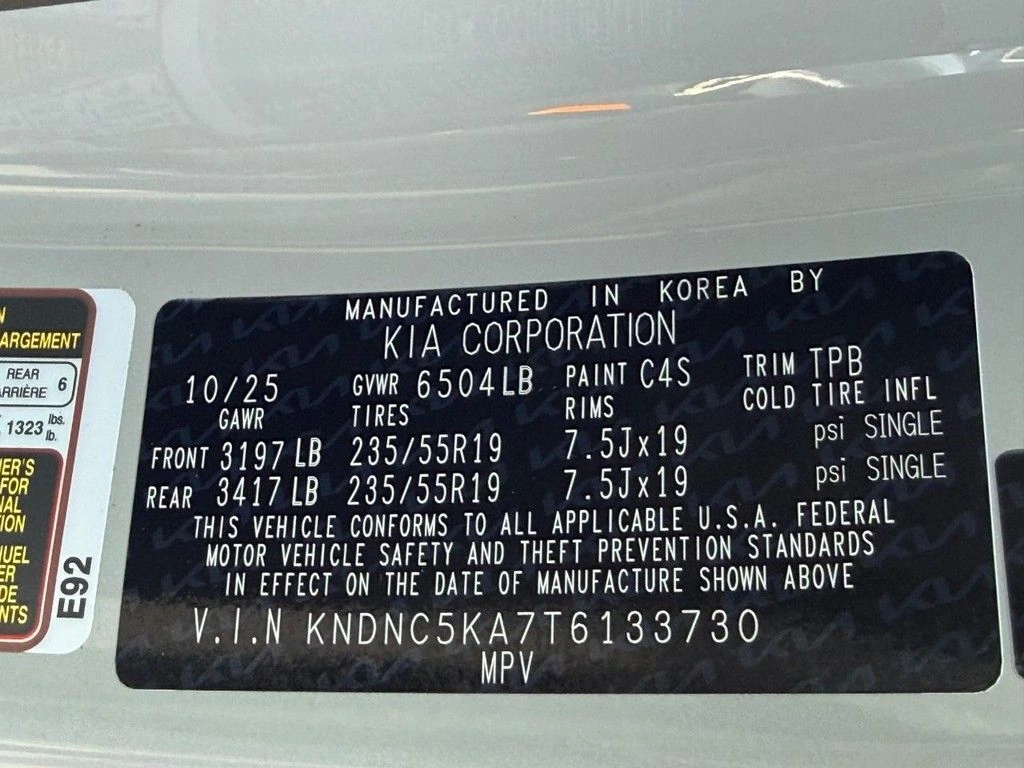 ARGEMENT
REAR
6
1323 lbs.
lb.
E92
MANUFACTURED IN KOREA BY
KIA CORPORATION
10/25 GVWR 6504LB PAINT C4S TRIM TPB
GAWR TIRES RIMS COLD TIRE INFL
FRONT 3197 LB 235/55R19 7.5Jx19 psi SINGLE
REAR 3417 LB 235/55R19 7.5Jx19 psi SINGLE
THIS VEHICLE CONFORMS TO ALL APPLICABLE U.S.A. FEDERAL
MOTOR VEHICLE SAFETY AND THEFT PREVENTION STANDARDS
IN EFFECT ON THE DATE OF MANUFACTURE SHOWN ABOVE
V.I.N KNDNC5KA7T6133730
MPV